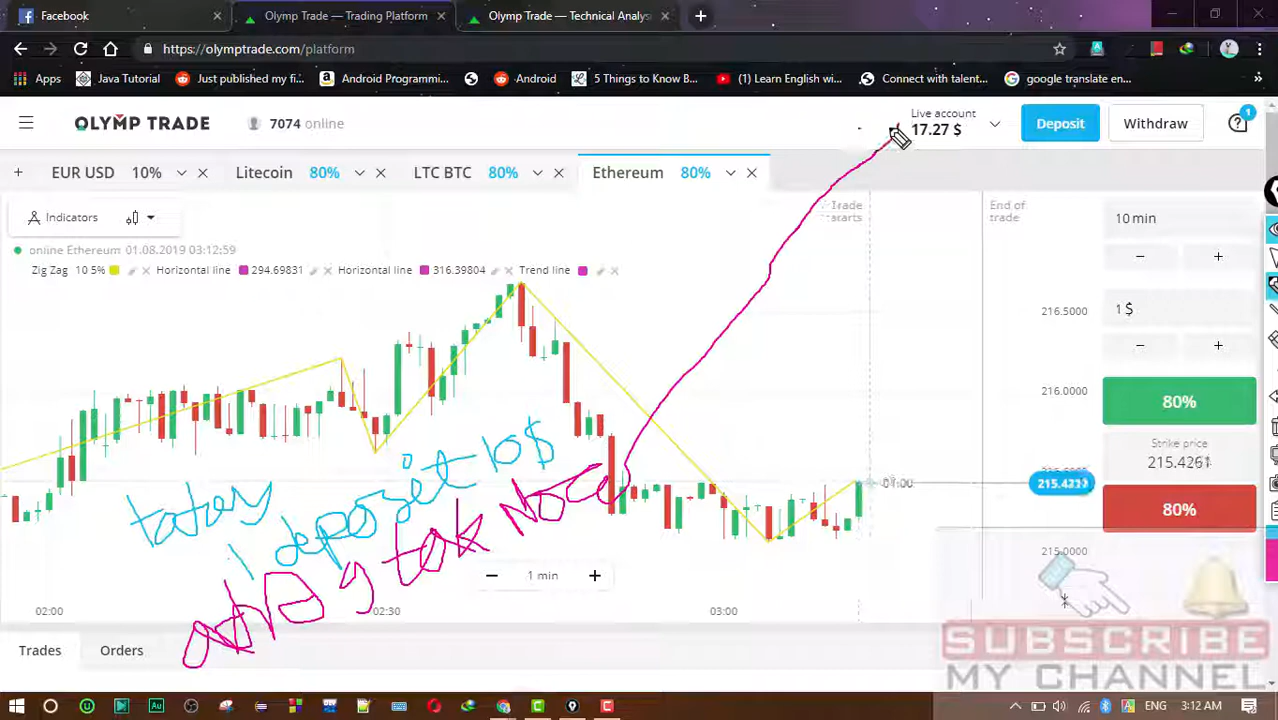 Facebook
Olymp Trade — Trading Platform
Olymp Trade — Technical Analys
https://olymptrade.com/platform
Apps
Java Tutorial
Just published my fi...
Android Programmi...
Android
5 Things to Know B...
(1) Learn English wi...
Connect with talent...
google translate en...
OLYMP TRADE
7074 online
Live account
17.27 $
Deposit
Withdraw
1
EUR USD 10%
Litecoin 80%
LTC BTC 80%
Ethereum 80%
Indicators
Trade
End of
trade
10 min
online Ethereum 01.08.2019 03:12:59
Zig Zag 10 5%
Horizontal line 294.69831
Horizontal line 316.39804
Trend line
1 $
216.5000
216.0000
80%
Strike price
215.4261
80%
215.0000
today
i deposit 10$
1 min
02:00
02:30
03:00
Trades
Orders
SUBSCRIBE
MY CHANNEL
ENG
3:12 AM